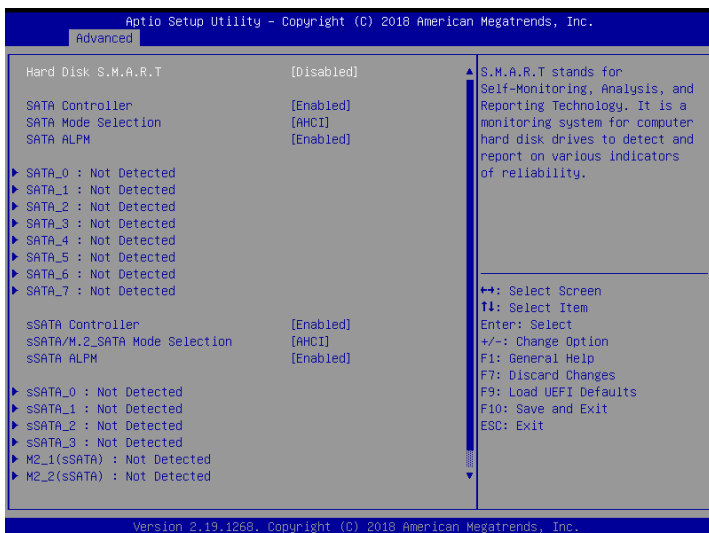 Aptio Setup Utility – Copyright (C) 2018 American Megatrends, Inc.
Advanced
Hard Disk S.M.A.R.T [Disabled]
SATA Controller [Enabled]
SATA Mode Selection [AHCI]
SATA ALPM [Enabled]
SATA_0 : Not Detected
SATA_1 : Not Detected
SATA_2 : Not Detected
SATA_3 : Not Detected
SATA_4 : Not Detected
SATA_5 : Not Detected
SATA_6 : Not Detected
SATA_7 : Not Detected
sSATA Controller [Enabled]
sSATA/M.2_SATA Mode Selection [AHCI]
sSATA ALPM [Enabled]
sSATA_0 : Not Detected
sSATA_1 : Not Detected
sSATA_2 : Not Detected
sSATA_3 : Not Detected
M2_1(sSATA) : Not Detected
M2_2(sSATA) : Not Detected
S.M.A.R.T stands for
Self-Monitoring, Analysis, and
Reporting Technology. It is a
monitoring system for computer
hard disk drives to detect and
report on various indicators
of reliability.
↔: Select Screen
↑↓: Select Item
Enter: Select
+/-: Change Option
F1: General Help
F7: Discard Changes
F9: Load UEFI Defaults
F10: Save and Exit
ESC: Exit
Version 2.19.1268. Copyright (C) 2018 American Megatrends, Inc.